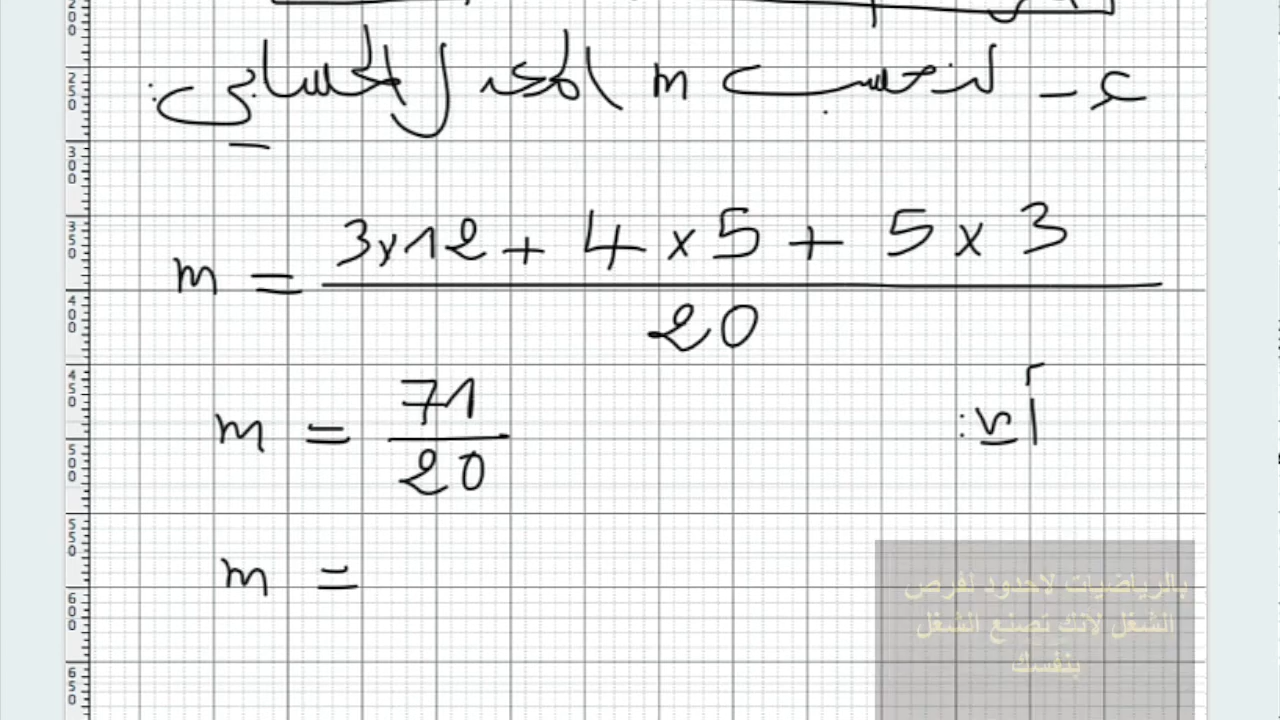 ع - لنحسب m المعدل الحسابي:
m = 3x12 + 4 x 5 + 5 x 3 / 20
m = 71 / 20
أي:
m =
بالرياضيات لاحدود لفرص
الشغل لأنك تصنع الشغل
بنفسك